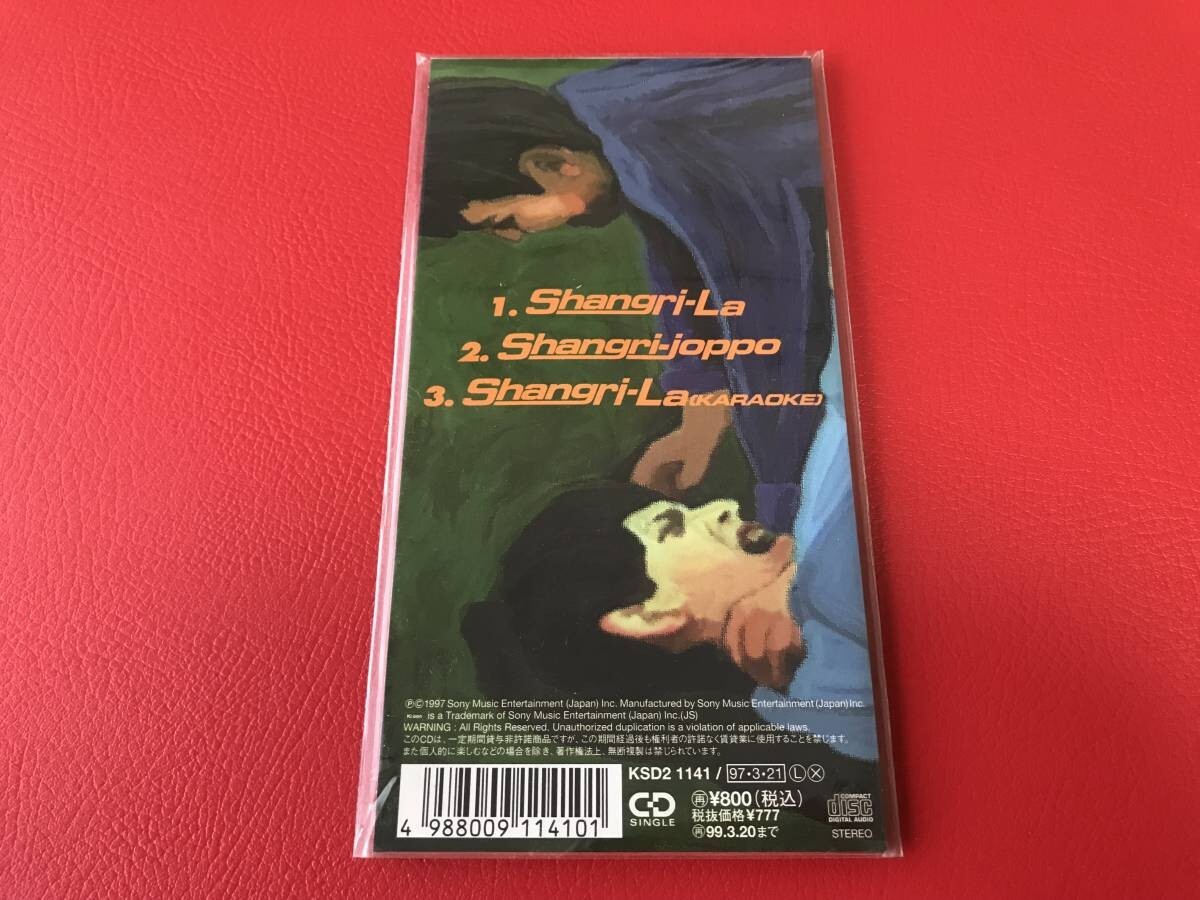 1. Shangri-La
2. Shangri-joppo
3. Shangri-La (KARAOKE)
℗©1997 Sony Music Entertainment (Japan) Inc. Manufactured by Sony Music Entertainment (Japan) Inc.
is a Trademark of Sony Music Entertainment (Japan) Inc.(JS)
WARNING : All Rights Reserved. Unauthorized duplication is a violation of applicable laws.
このCDは、一定期間貸与非許諾商品ですが、この期間経過後も権利者の許諾なく賃貸業に使用することを禁じます。
また個人的に楽しむなどの場合を除き、著作権法上、無断複製は禁じられています。
4 988009 114101
KSD2 1141 / 97・3・21 Ⓛ Ⓧ
CD
SINGLE
再 ¥800(税込)
税抜価格¥777
再 99.3.20まで
COMPACT
disc
DIGITAL AUDIO
STEREO